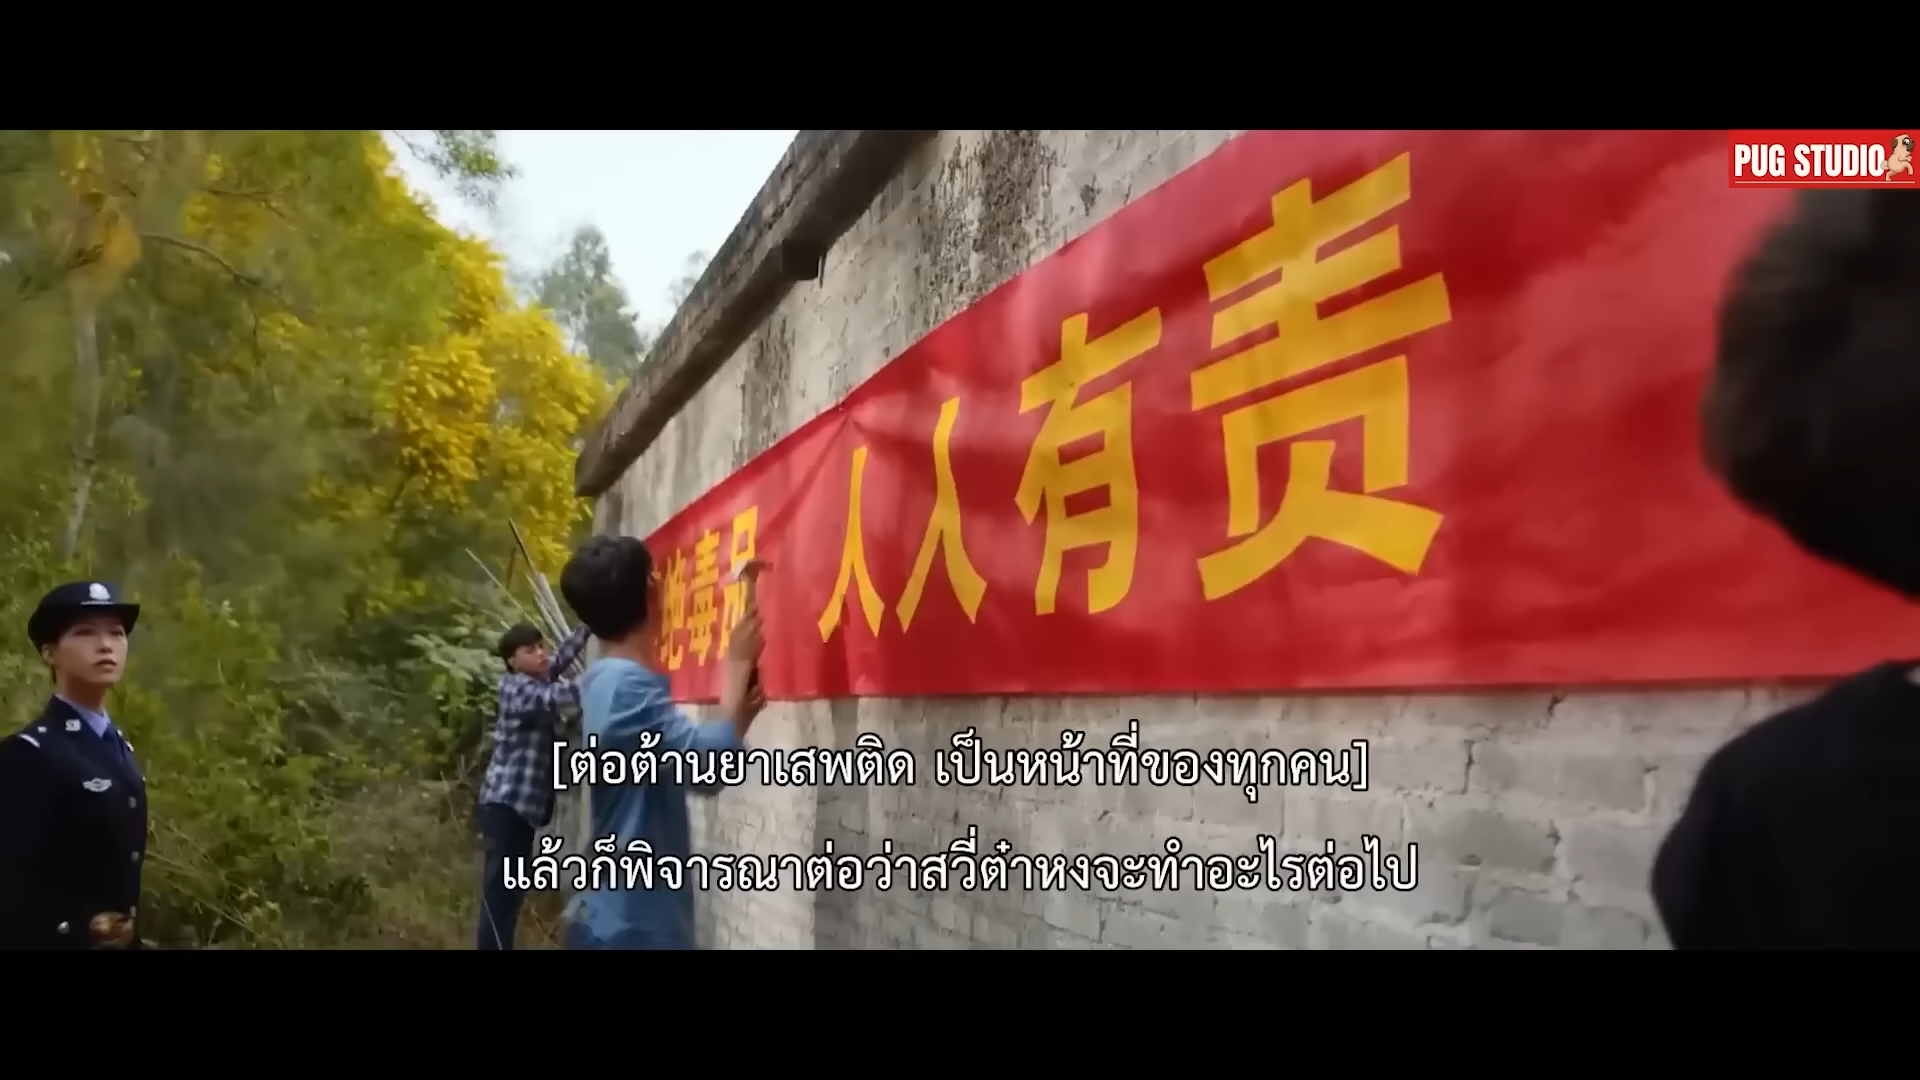 PUG STUDIO
绝毒品 人人有责
[ต่อต้านยาเสพติด เป็นหน้าที่ของทุกคน]
แล้วก็พิจารณาต่อว่าสวี่ต๋าหงจะทำอะไรต่อไป